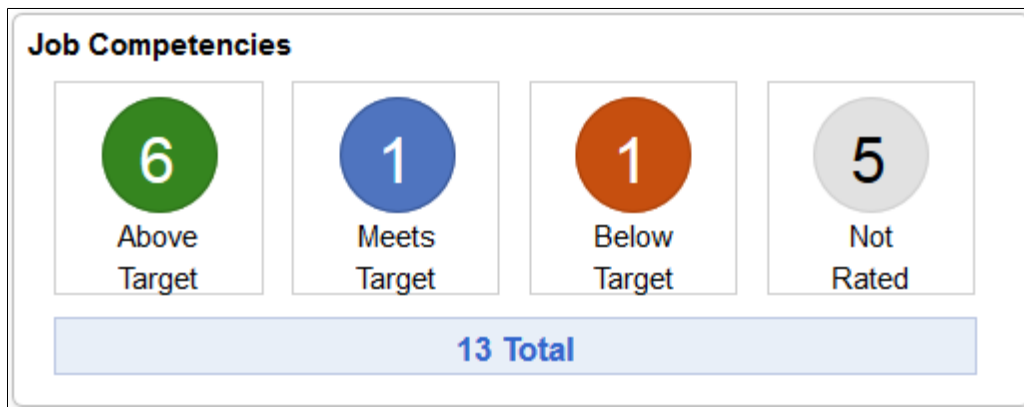 Job Competencies
6 1 1 5
Above Meets Below Not
Target Target Target Rated
13 Total